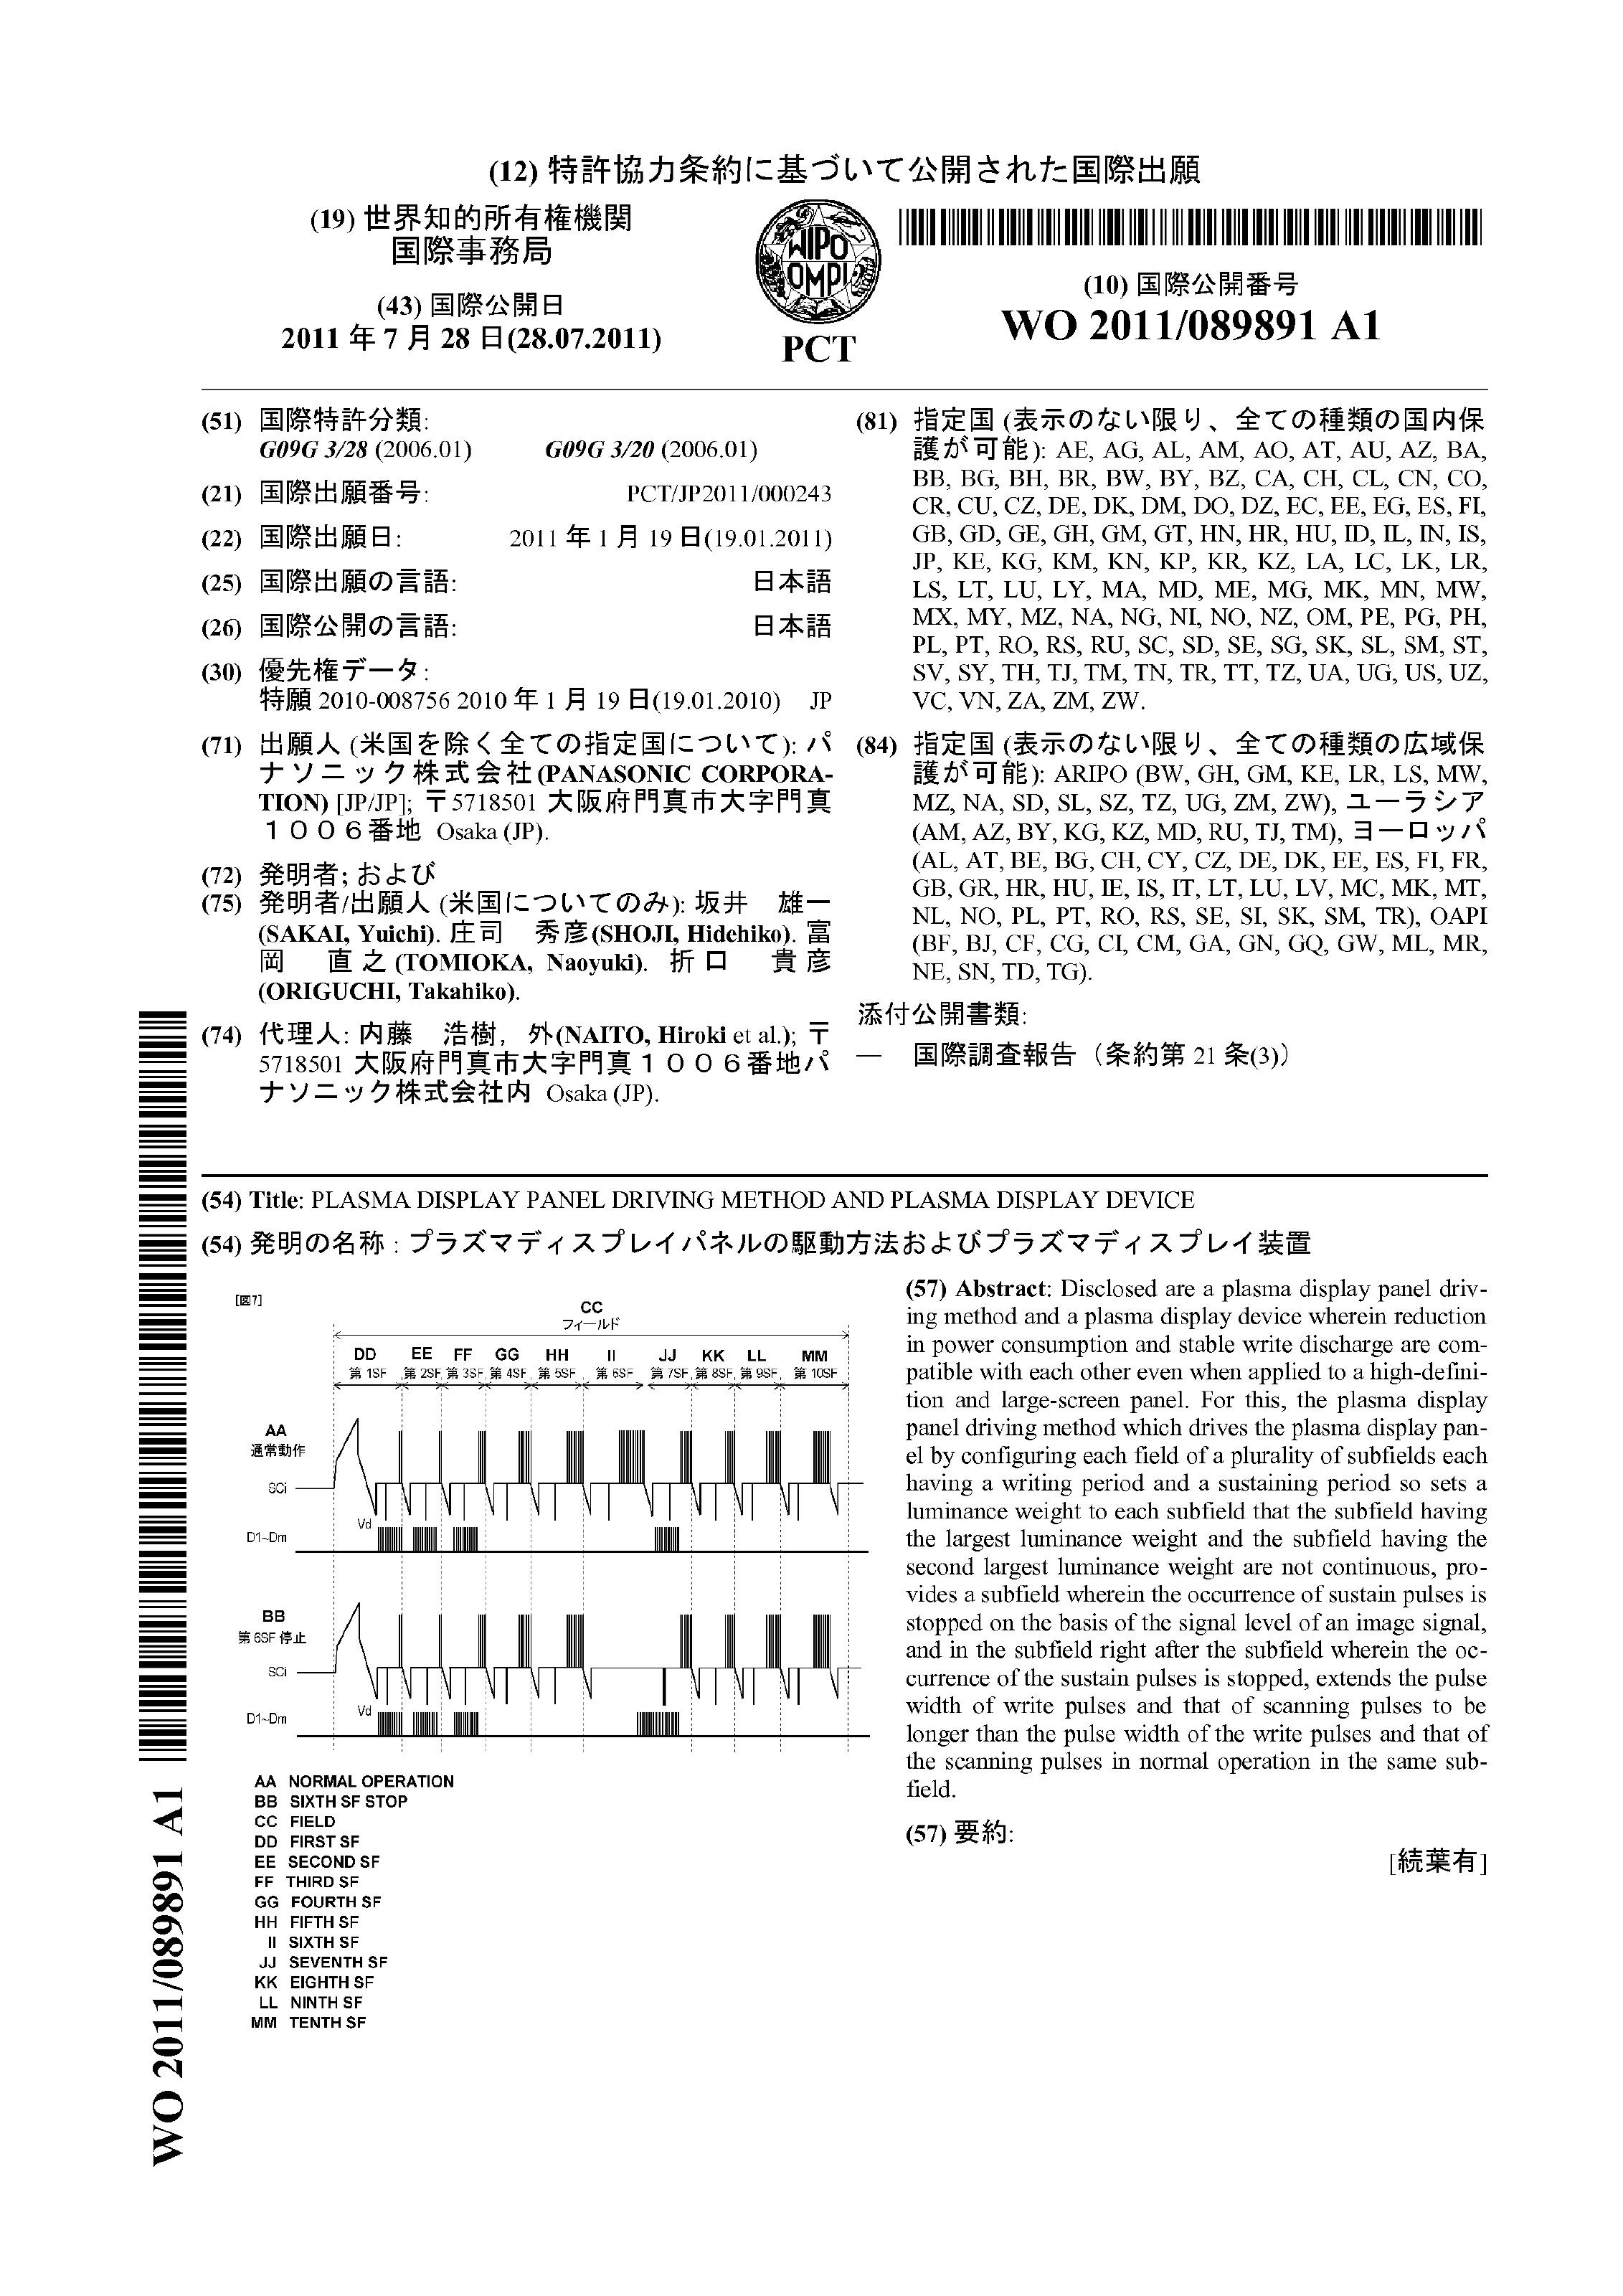 (12) 特許協力条約に基づいて公開された国際出願
(19) 世界知的所有権機関
国際事務局
(43) 国際公開日
2011 年 7 月 28 日(28.07.2011)
WIPO
OMPI
PCT
(10) 国際公開番号
WO 2011/089891 A1
(51) 国際特許分類:
G09G 3/28 (2006.01) G09G 3/20 (2006.01)
(21) 国際出願番号: PCT/JP2011/000243
(22) 国際出願日: 2011 年 1 月 19 日(19.01.2011)
(25) 国際出願の言語: 日本語
(26) 国際公開の言語: 日本語
(30) 優先権データ:
特願 2010-008756 2010 年 1 月 19 日(19.01.2010) JP
(71) 出願人 (米国を除く全ての指定国について): パ
ナソニック株式会社(PANASONIC CORPORA-
TION) [JP/JP]; 〒5718501 大阪府門真市大字門真
１００６番地 Osaka (JP).
(72) 発明者; および
(75) 発明者/出願人 (米国についてのみ): 坂井 雄一
(SAKAI, Yuichi). 庄司 秀彦(SHOJI, Hidehiko). 富
岡 直之(TOMIOKA, Naoyuki). 折口 貴彦
(ORIGUCHI, Takahiko).
(74) 代理人: 内藤 浩樹, 外(NAITO, Hiroki et al.); 〒
5718501 大阪府門真市大字門真１００６番地パ
ナソニック株式会社内 Osaka (JP).
(81) 指定国 (表示のない限り、全ての種類の国内保
護が可能): AE, AG, AL, AM, AO, AT, AU, AZ, BA,
BB, BG, BH, BR, BW, BY, BZ, CA, CH, CL, CN, CO,
CR, CU, CZ, DE, DK, DM, DO, DZ, EC, EE, EG, ES, FI,
GB, GD, GE, GH, GM, GT, HN, HR, HU, ID, IL, IN, IS,
JP, KE, KG, KM, KN, KP, KR, KZ, LA, LC, LK, LR,
LS, LT, LU, LY, MA, MD, ME, MG, MK, MN, MW,
MX, MY, MZ, NA, NG, NI, NO, NZ, OM, PE, PG, PH,
PL, PT, RO, RS, RU, SC, SD, SE, SG, SK, SL, SM, ST,
SV, SY, TH, TJ, TM, TN, TR, TT, TZ, UA, UG, US, UZ,
VC, VN, ZA, ZM, ZW.
(84) 指定国 (表示のない限り、全ての種類の広域保
護が可能): ARIPO (BW, GH, GM, KE, LR, LS, MW,
MZ, NA, SD, SL, SZ, TZ, UG, ZM, ZW), ユーラシア
(AM, AZ, BY, KG, KZ, MD, RU, TJ, TM), ヨーロッパ
(AL, AT, BE, BG, CH, CY, CZ, DE, DK, EE, ES, FI, FR,
GB, GR, HR, HU, IE, IS, IT, LT, LU, LV, MC, MK, MT,
NL, NO, PL, PT, RO, RS, SE, SI, SK, SM, TR), OAPI
(BF, BJ, CF, CG, CI, CM, GA, GN, GQ, GW, ML, MR,
NE, SN, TD, TG).
添付公開書類:
— 国際調査報告（条約第 21 条(3)）
(54) Title: PLASMA DISPLAY PANEL DRIVING METHOD AND PLASMA DISPLAY DEVICE
(54) 発明の名称 : プラズマディスプレイパネルの駆動方法およびプラズマディスプレイ装置
[図7]
CC
フィールド
DD EE FF GG HH II JJ KK LL MM
第 1SF 第 2SF 第 3SF 第 4SF 第 5SF 第 6SF 第 7SF 第 8SF 第 9SF 第 10SF
AA
通常動作
SCi
Vd
D1~Dm
BB
第 6SF 停止
SCi
Vd
D1~Dm
AA NORMAL OPERATION
BB SIXTH SF STOP
CC FIELD
DD FIRST SF
EE SECOND SF
FF THIRD SF
GG FOURTH SF
HH FIFTH SF
II SIXTH SF
JJ SEVENTH SF
KK EIGHTH SF
LL NINTH SF
MM TENTH SF
(57) Abstract: Disclosed are a plasma display panel driv-
ing method and a plasma display device wherein reduction
in power consumption and stable write discharge are com-
patible with each other even when applied to a high-defini-
tion and large-screen panel. For this, the plasma display
panel driving method which drives the plasma display pan-
el by configuring each field of a plurality of subfields each
having a writing period and a sustaining period so sets a
luminance weight to each subfield that the subfield having
the largest luminance weight and the subfield having the
second largest luminance weight are not continuous, pro-
vides a subfield wherein the occurrence of sustain pulses is
stopped on the basis of the signal level of an image signal,
and in the subfield right after the subfield wherein the oc-
currence of the sustain pulses is stopped, extends the pulse
width of write pulses and that of scanning pulses to be
longer than the pulse width of the write pulses and that of
the scanning pulses in normal operation in the same sub-
field.
(57) 要約:
[続葉有]
WO 2011/089891 A1